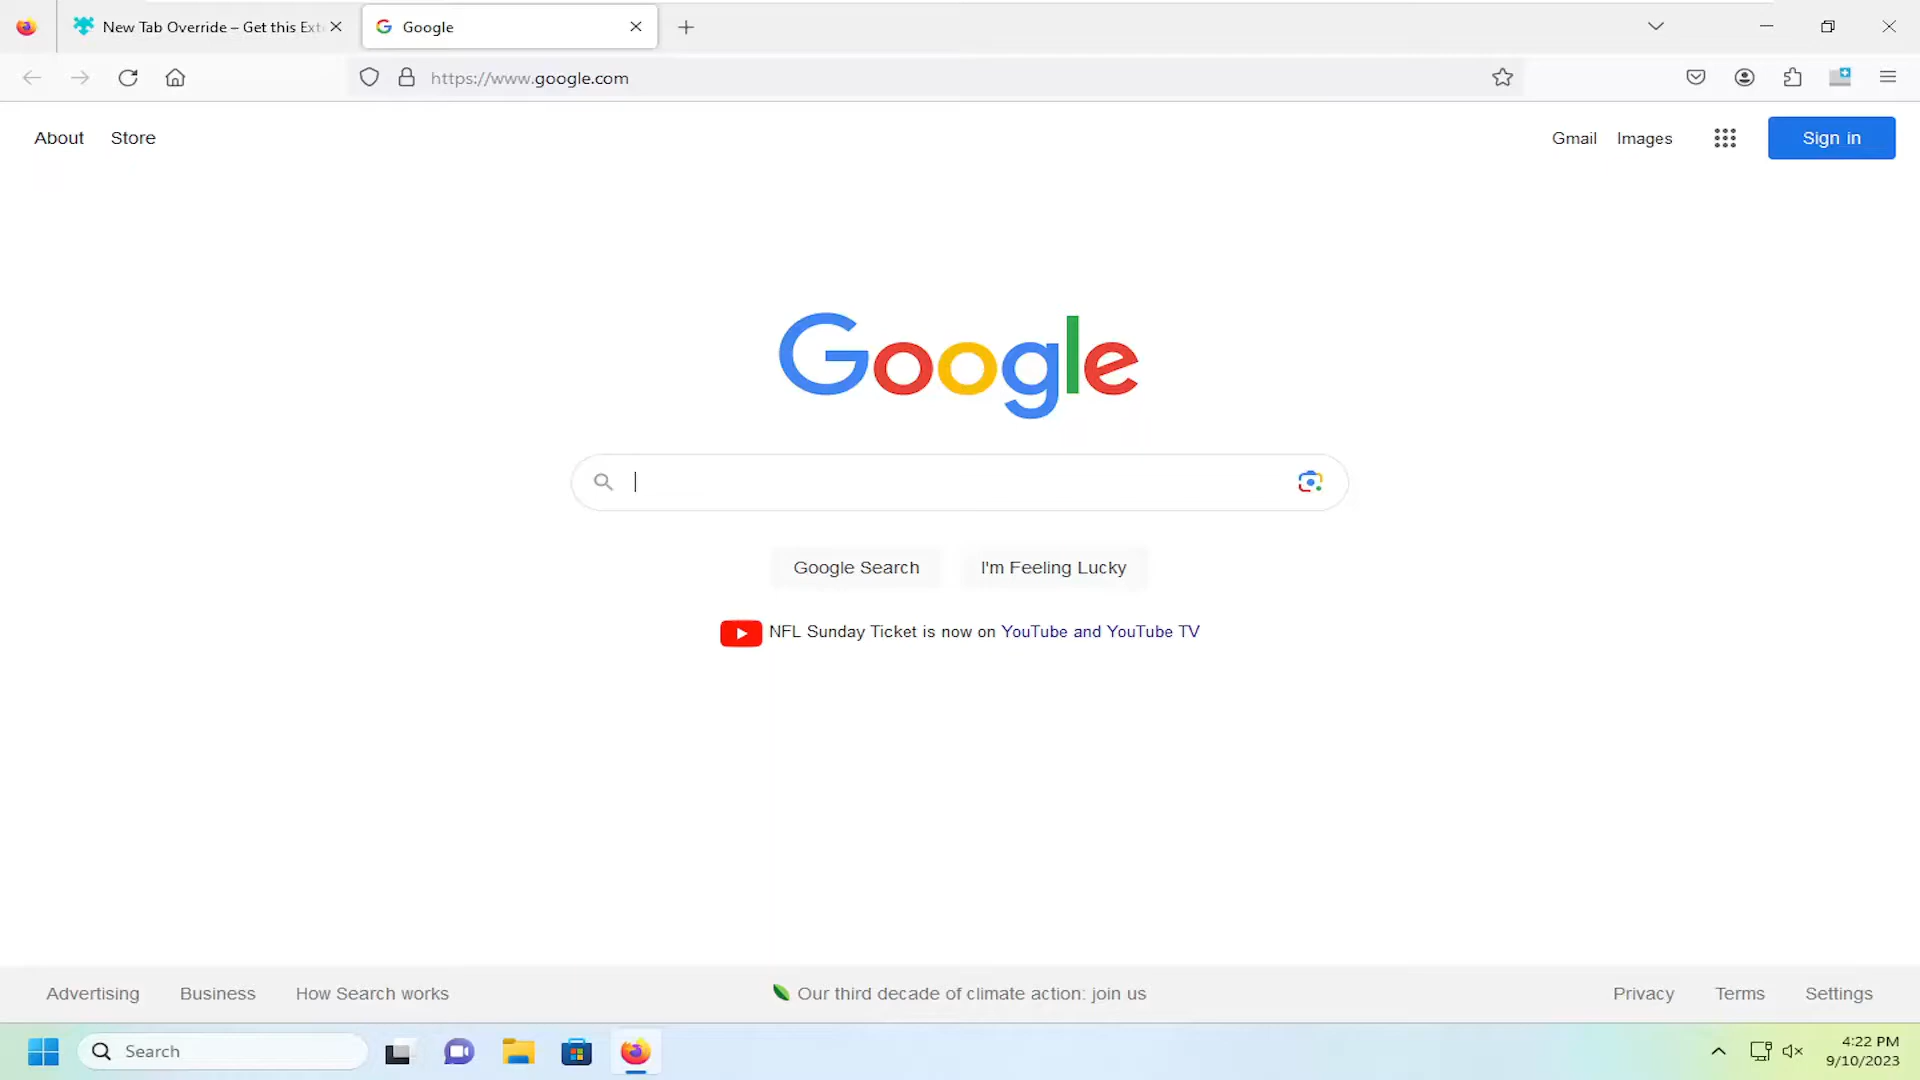 New Tab Override – Get this Ext
Google
https://www.google.com
About Store
Gmail Images Sign in
Google
Google Search I'm Feeling Lucky
NFL Sunday Ticket is now on YouTube and YouTube TV
Advertising Business How Search works
Our third decade of climate action: join us
Privacy Terms Settings
Search
4:22 PM
9/10/2023